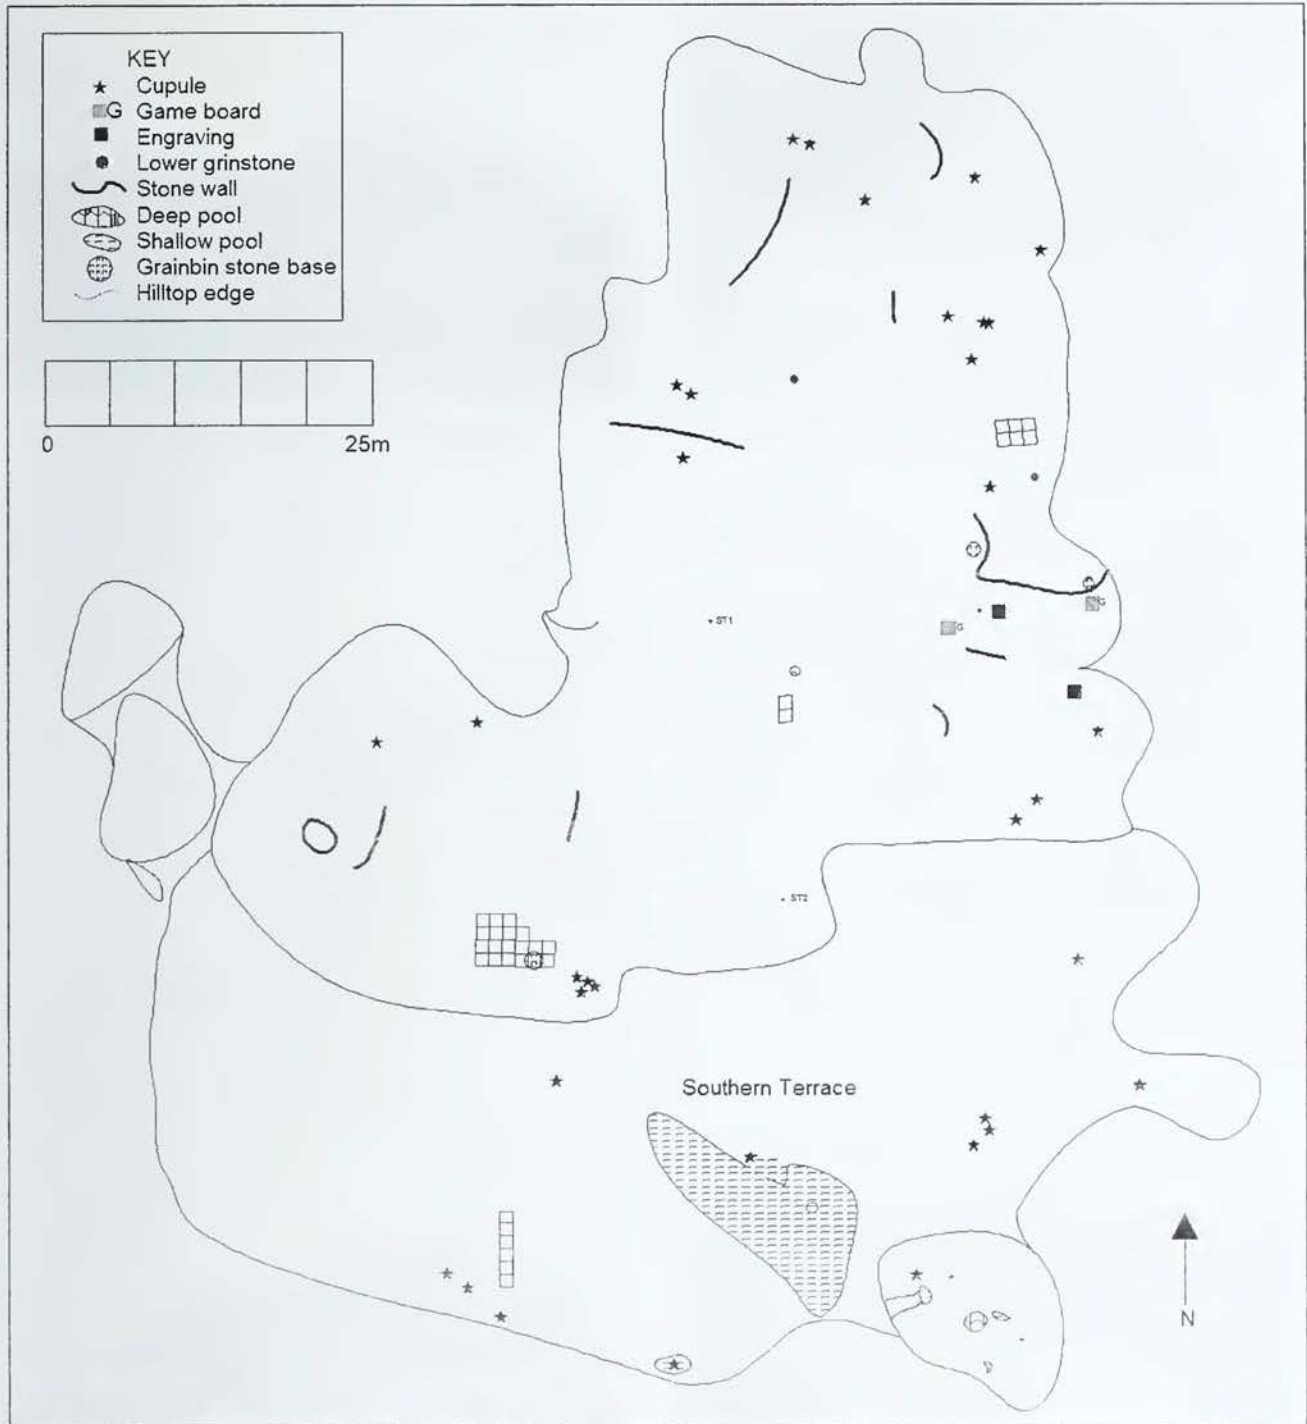 KEY
Cupule
G Game board
Engraving
Lower grinstone
Stone wall
Deep pool
Shallow pool
Grainbin stone base
Hilltop edge
0 25m
G
G
ST1
ST2
Southern Terrace
N